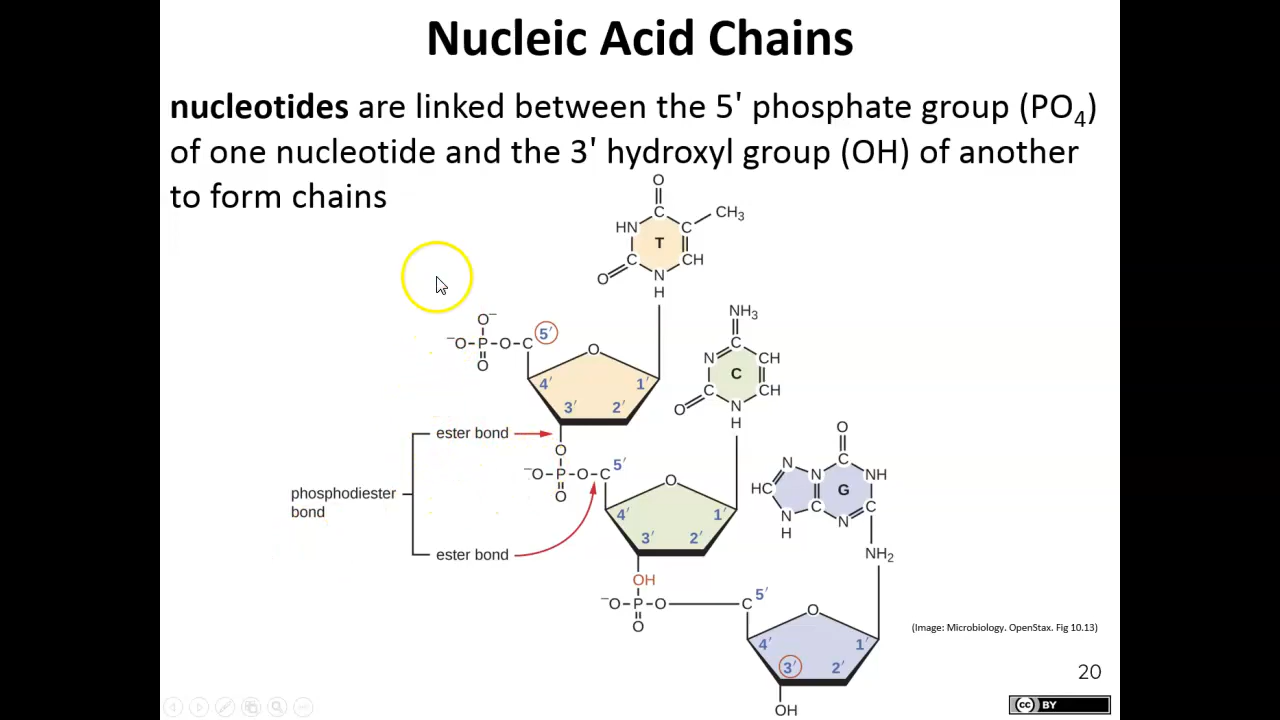 Nucleic Acid Chains
nucleotides are linked between the 5' phosphate group (PO₄)
of one nucleotide and the 3' hydroxyl group (OH) of another
to form chains
O
C
CH₃
HN
C
T
C
CH
O
N
H
NH₃
O⁻
⁻O–P–O–C
5′
O
O
4′
1′
3′
2′
C
N
CH
C
C
CH
O
N
H
ester bond
O
⁻O–P–O–C
5′
O
O
4′
1′
3′
2′
phosphodiester
bond
ester bond
O
N
C
N
NH
HC
G
N
C
C
N
H
NH₂
OH
⁻O–P–O
C
5′
O
O
4′
1′
3′
2′
OH
(Image: Microbiology. OpenStax. Fig 10.13)
20
cc BY